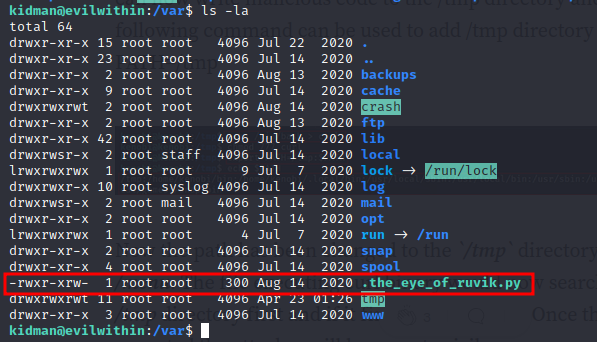 kidman@evilwithin:/var$ ls -la
total 64
drwxr-xr-x 15 root root 4096 Jul 22 2020 .
drwxr-xr-x 23 root root 4096 Jul 14 2020 ..
drwxr-xr-x 2 root root 4096 Aug 13 2020 backups
drwxr-xr-x 9 root root 4096 Jul 14 2020 cache
drwxrwxrwt 2 root root 4096 Aug 14 2020 crash
drwxr-xr-x 2 root root 4096 Aug 13 2020 ftp
drwxr-xr-x 42 root root 4096 Jul 14 2020 lib
drwxrwsr-x 2 root staff 4096 Jul 14 2020 local
lrwxrwxrwx 1 root root 9 Jul 7 2020 lock → /run/lock
drwxrwxr-x 10 root syslog 4096 Jul 14 2020 log
drwxrwsr-x 2 root mail 4096 Jul 14 2020 mail
drwxr-xr-x 2 root root 4096 Jul 14 2020 opt
lrwxrwxrwx 1 root root 4 Jul 7 2020 run → /run
drwxr-xr-x 2 root root 4096 Jul 14 2020 snap
drwxr-xr-x 4 root root 4096 Jul 14 2020 spool
-rwxr-xrw- 1 root root 300 Aug 14 2020 .the_eye_of_ruvik.py
drwxrwxrwt 11 root root 4096 Apr 23 01:26 tmp
drwxr-xr-x 3 root root 4096 Jul 14 2020 www
kidman@evilwithin:/var$